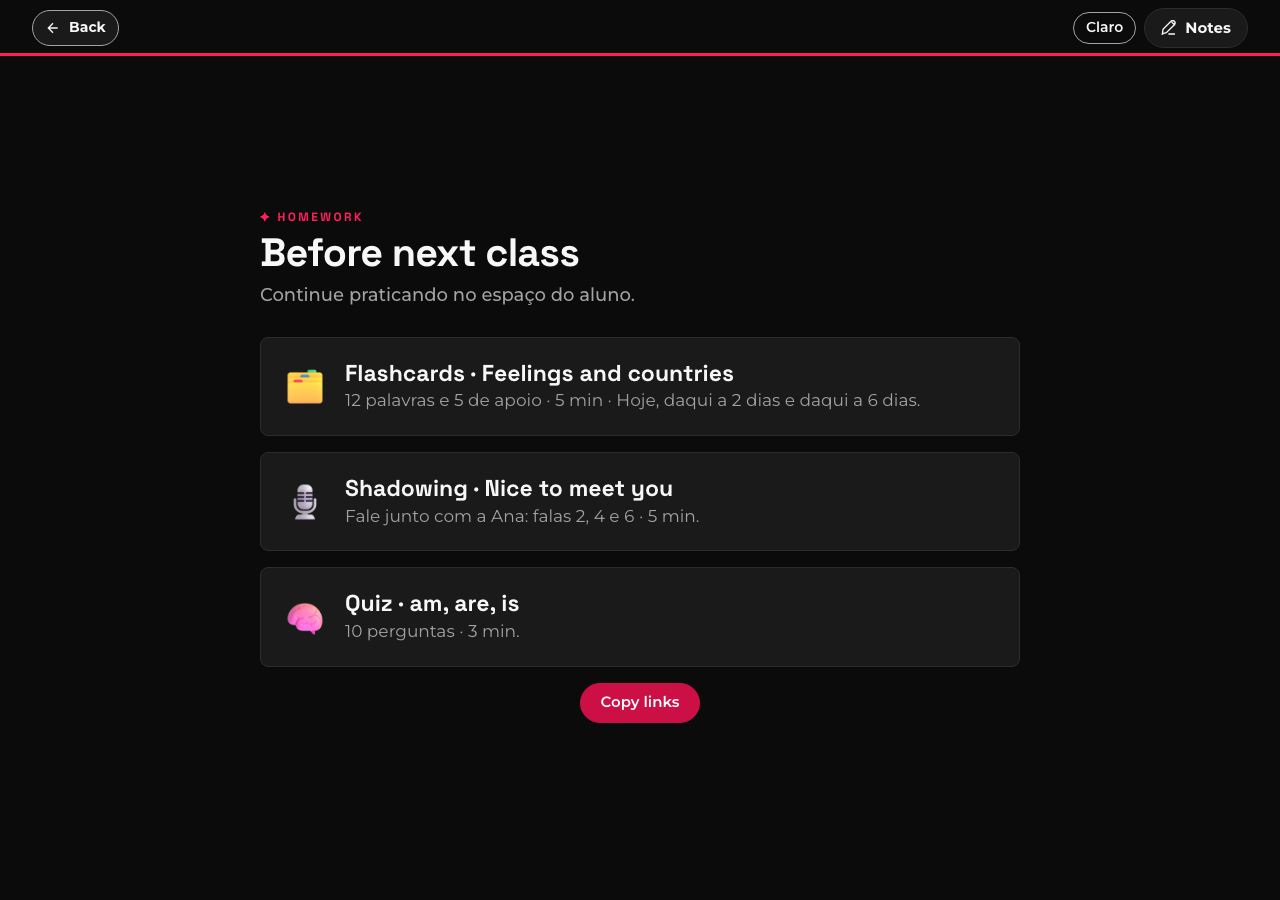 Back
Claro
Notes
HOMEWORK
Before next class
Continue praticando no espaço do aluno.
Flashcards · Feelings and countries
12 palavras e 5 de apoio · 5 min · Hoje, daqui a 2 dias e daqui a 6 dias.
Shadowing · Nice to meet you
Fale junto com a Ana: falas 2, 4 e 6 · 5 min.
Quiz · am, are, is
10 perguntas · 3 min.
Copy links